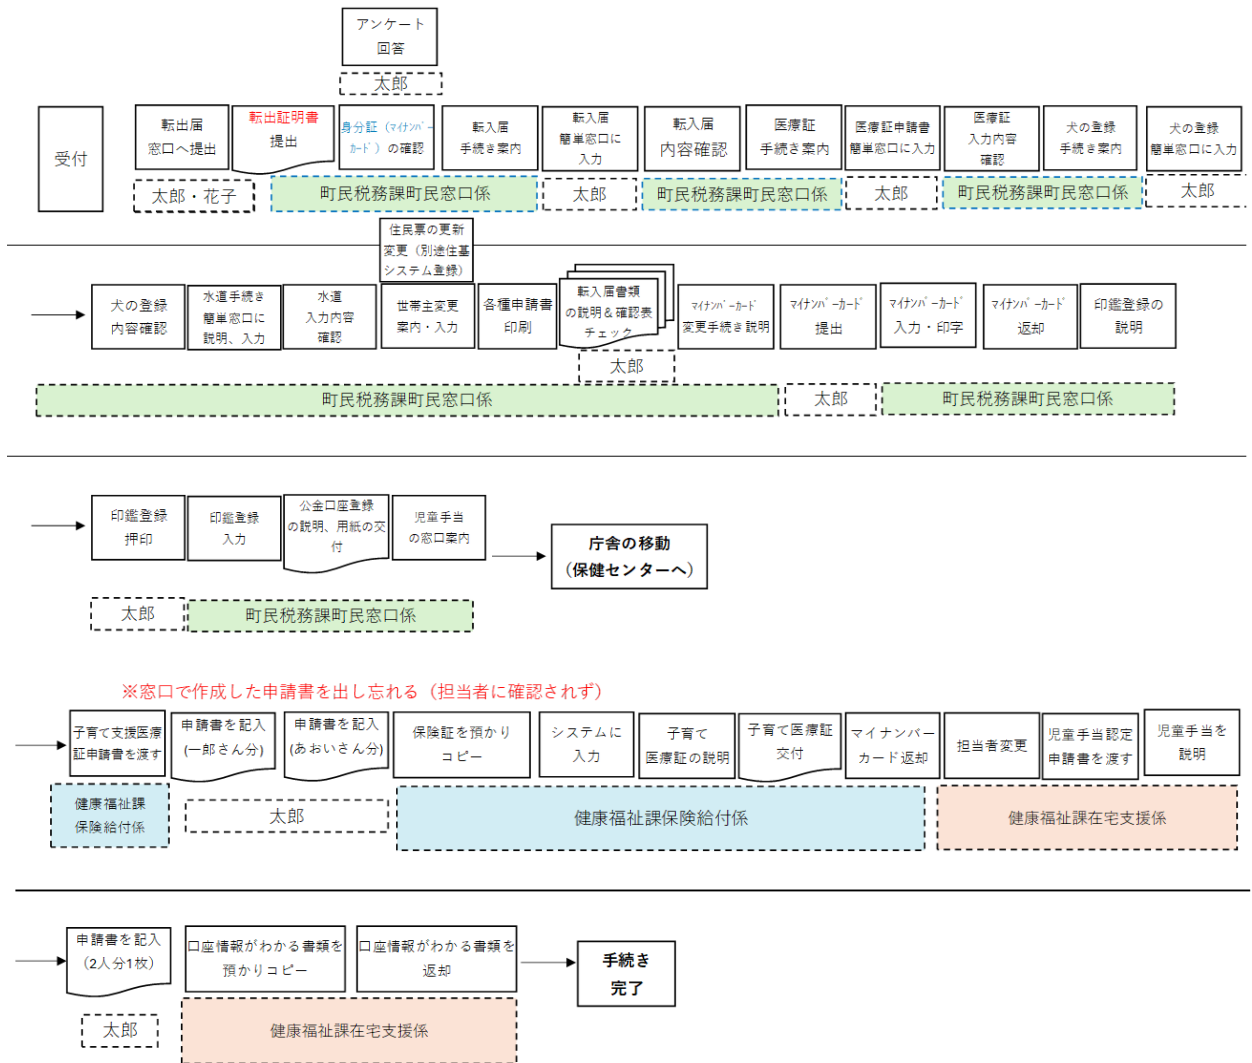 アンケート
回答
太郎
受付
転出届
窓口へ提出
転出証明書
提出
身分証（ﾏｲﾅﾝﾊﾞｰ
ｶｰﾄﾞ）の確認
転入届
手続き案内
転入届
簡単窓口に
入力
転入届
内容確認
医療証
手続き案内
医療証申請書
簡単窓口に入力
医療証
入力内容
確認
犬の登録
手続き案内
犬の登録
簡単窓口に入力
太郎・花子
町民税務課町民窓口係
太郎
町民税務課町民窓口係
太郎
町民税務課町民窓口係
太郎
住民票の更新
変更（別途住基
システム登録）
犬の登録
内容確認
水道手続き
簡単窓口に
説明、入力
水道
入力内容
確認
世帯主変更
案内・入力
各種申請書
印刷
転入届書類
の説明＆確認表
チェック
ﾏｲﾅﾝﾊﾞｰｶｰﾄﾞ
変更手続き説明
ﾏｲﾅﾝﾊﾞｰｶｰﾄﾞ
提出
ﾏｲﾅﾝﾊﾞｰｶｰﾄﾞ
入力・印字
ﾏｲﾅﾝﾊﾞｰｶｰﾄﾞ
返却
印鑑登録の
説明
太郎
町民税務課町民窓口係
太郎
町民税務課町民窓口係
印鑑登録
押印
印鑑登録
入力
公金口座登録
の説明、用紙の交
付
児童手当
の窓口案内
庁舎の移動
（保健センターへ）
太郎
町民税務課町民窓口係
※窓口で作成した申請書を出し忘れる（担当者に確認されず）
子育て支援医療
証申請書を渡す
申請書を記入
(一郎さん分)
申請書を記入
(あおいさん分)
保険証を預かり
コピー
システムに
入力
子育て
医療証の説明
子育て医療証
交付
マイナンバー
カード返却
担当者変更
児童手当認定
申請書を渡す
児童手当を
説明
健康福祉課
保険給付係
太郎
健康福祉課保険給付係
健康福祉課在宅支援係
申請書を記入
（2人分1枚）
口座情報がわかる書類を
預かりコピー
口座情報がわかる書類を
返却
手続き
完了
太郎
健康福祉課在宅支援係